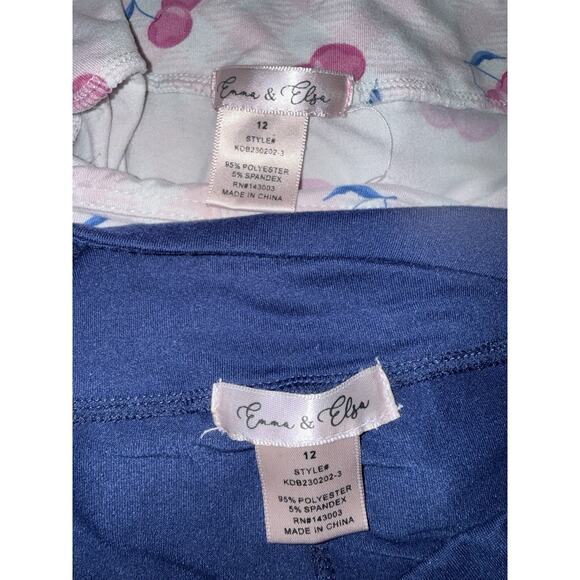 Emma & Elsa
12
STYLE#
KDB230202-3
95% POLYESTER
5% SPANDEX
RN#143003
MADE IN CHINA
Emma & Elsa
12
STYLE#
KDB230202-3
95% POLYESTER
5% SPANDEX
RN#143003
MADE IN CHINA